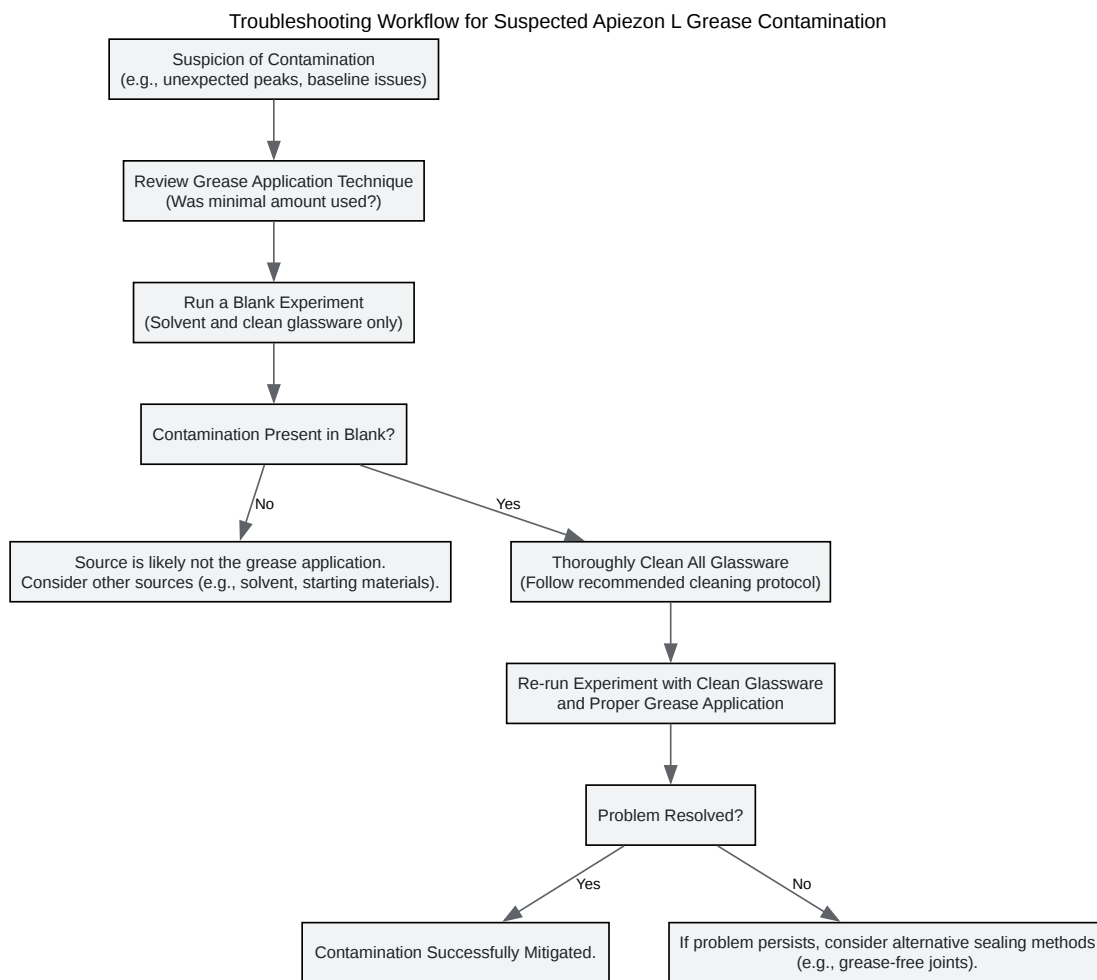 Troubleshooting Workflow for Suspected Apiezon L Grease Contamination
Suspicion of Contamination
(e.g., unexpected peaks, baseline issues)
Review Grease Application Technique
(Was minimal amount used?)
Run a Blank Experiment
(Solvent and clean glassware only)
Contamination Present in Blank?
No
Yes
Source is likely not the grease application.
Consider other sources (e.g., solvent, starting materials).
Thoroughly Clean All Glassware
(Follow recommended cleaning protocol)
Re-run Experiment with Clean Glassware
and Proper Grease Application
Problem Resolved?
Yes
No
Contamination Successfully Mitigated.
If problem persists, consider alternative sealing methods
(e.g., grease-free joints).